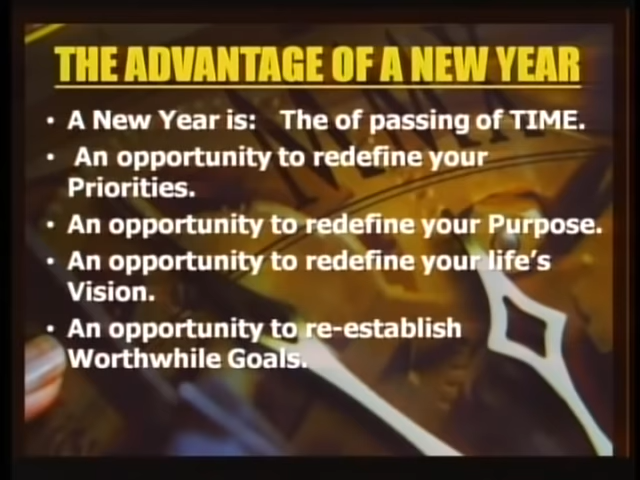 THE ADVANTAGE OF A NEW YEAR
• A New Year is: The of passing of TIME.
• An opportunity to redefine your
Priorities.
• An opportunity to redefine your Purpose.
• An opportunity to redefine your life's
Vision.
• An opportunity to re-establish
Worthwhile Goals.